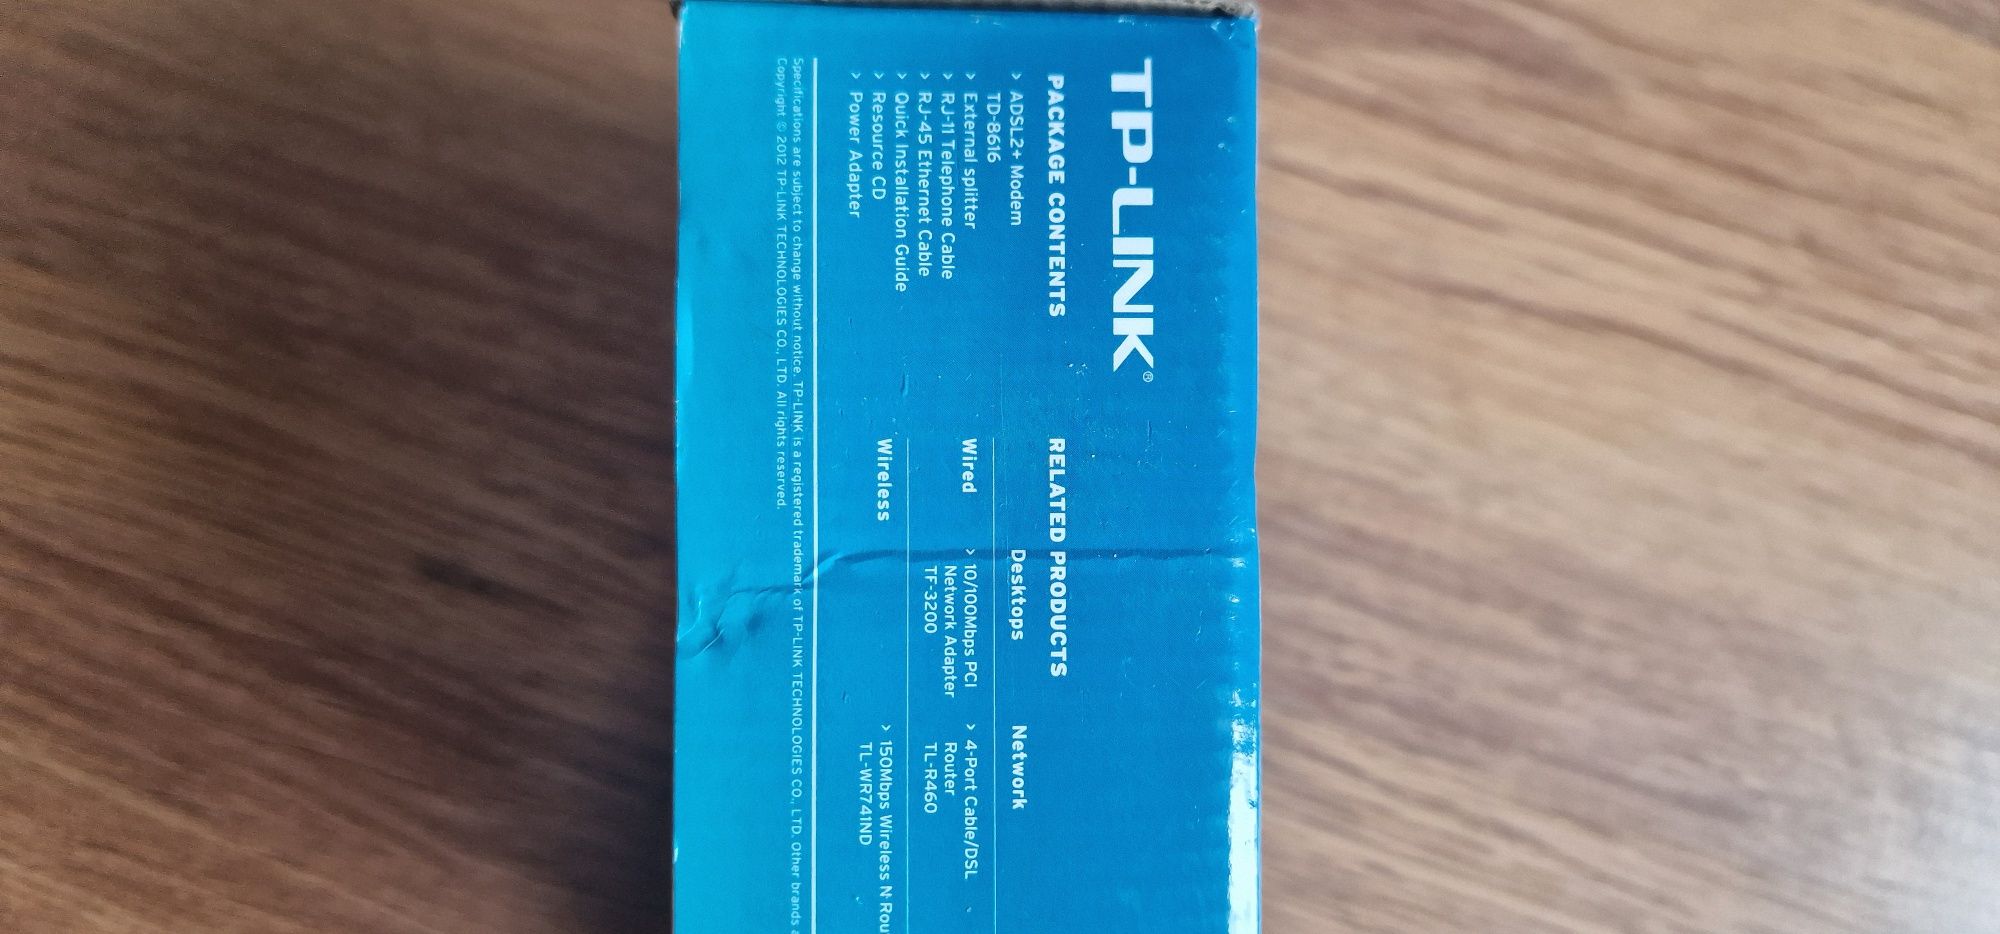 TP-LINK®
PACKAGE CONTENTS
> ADSL2+ Modem
TD-8616
> External splitter
> RJ-11 Telephone Cable
> RJ-45 Ethernet Cable
> Quick Installation Guide
> Resource CD
> Power Adapter
RELATED PRODUCTS
Desktops
Network
Wired
> 10/100Mbps PCI
Network Adapter
TF-3200
> 4-Port Cable/DSL
Router
TL-R460
Wireless
> 150Mbps Wireless N Rou
TL-WR741ND
Specifications are subject to change without notice. TP-LINK is a registered trademark of TP-LINK TECHNOLOGIES CO., LTD. Other brands
Copyright © 2012 TP-LINK TECHNOLOGIES CO., LTD. All rights reserved.